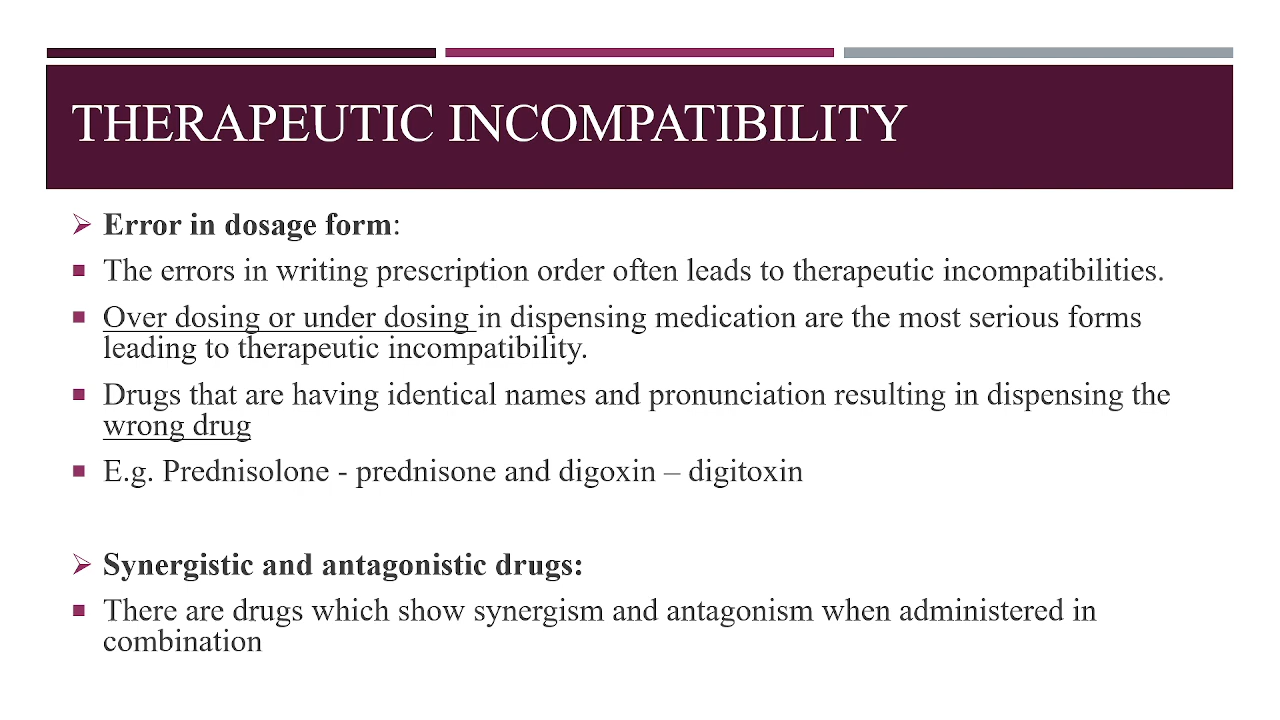 THERAPEUTIC INCOMPATIBILITY
Error in dosage form:
The errors in writing prescription order often leads to therapeutic incompatibilities.
Over dosing or under dosing in dispensing medication are the most serious forms
leading to therapeutic incompatibility.
Drugs that are having identical names and pronunciation resulting in dispensing the
wrong drug
E.g. Prednisolone - prednisone and digoxin – digitoxin
Synergistic and antagonistic drugs:
There are drugs which show synergism and antagonism when administered in
combination